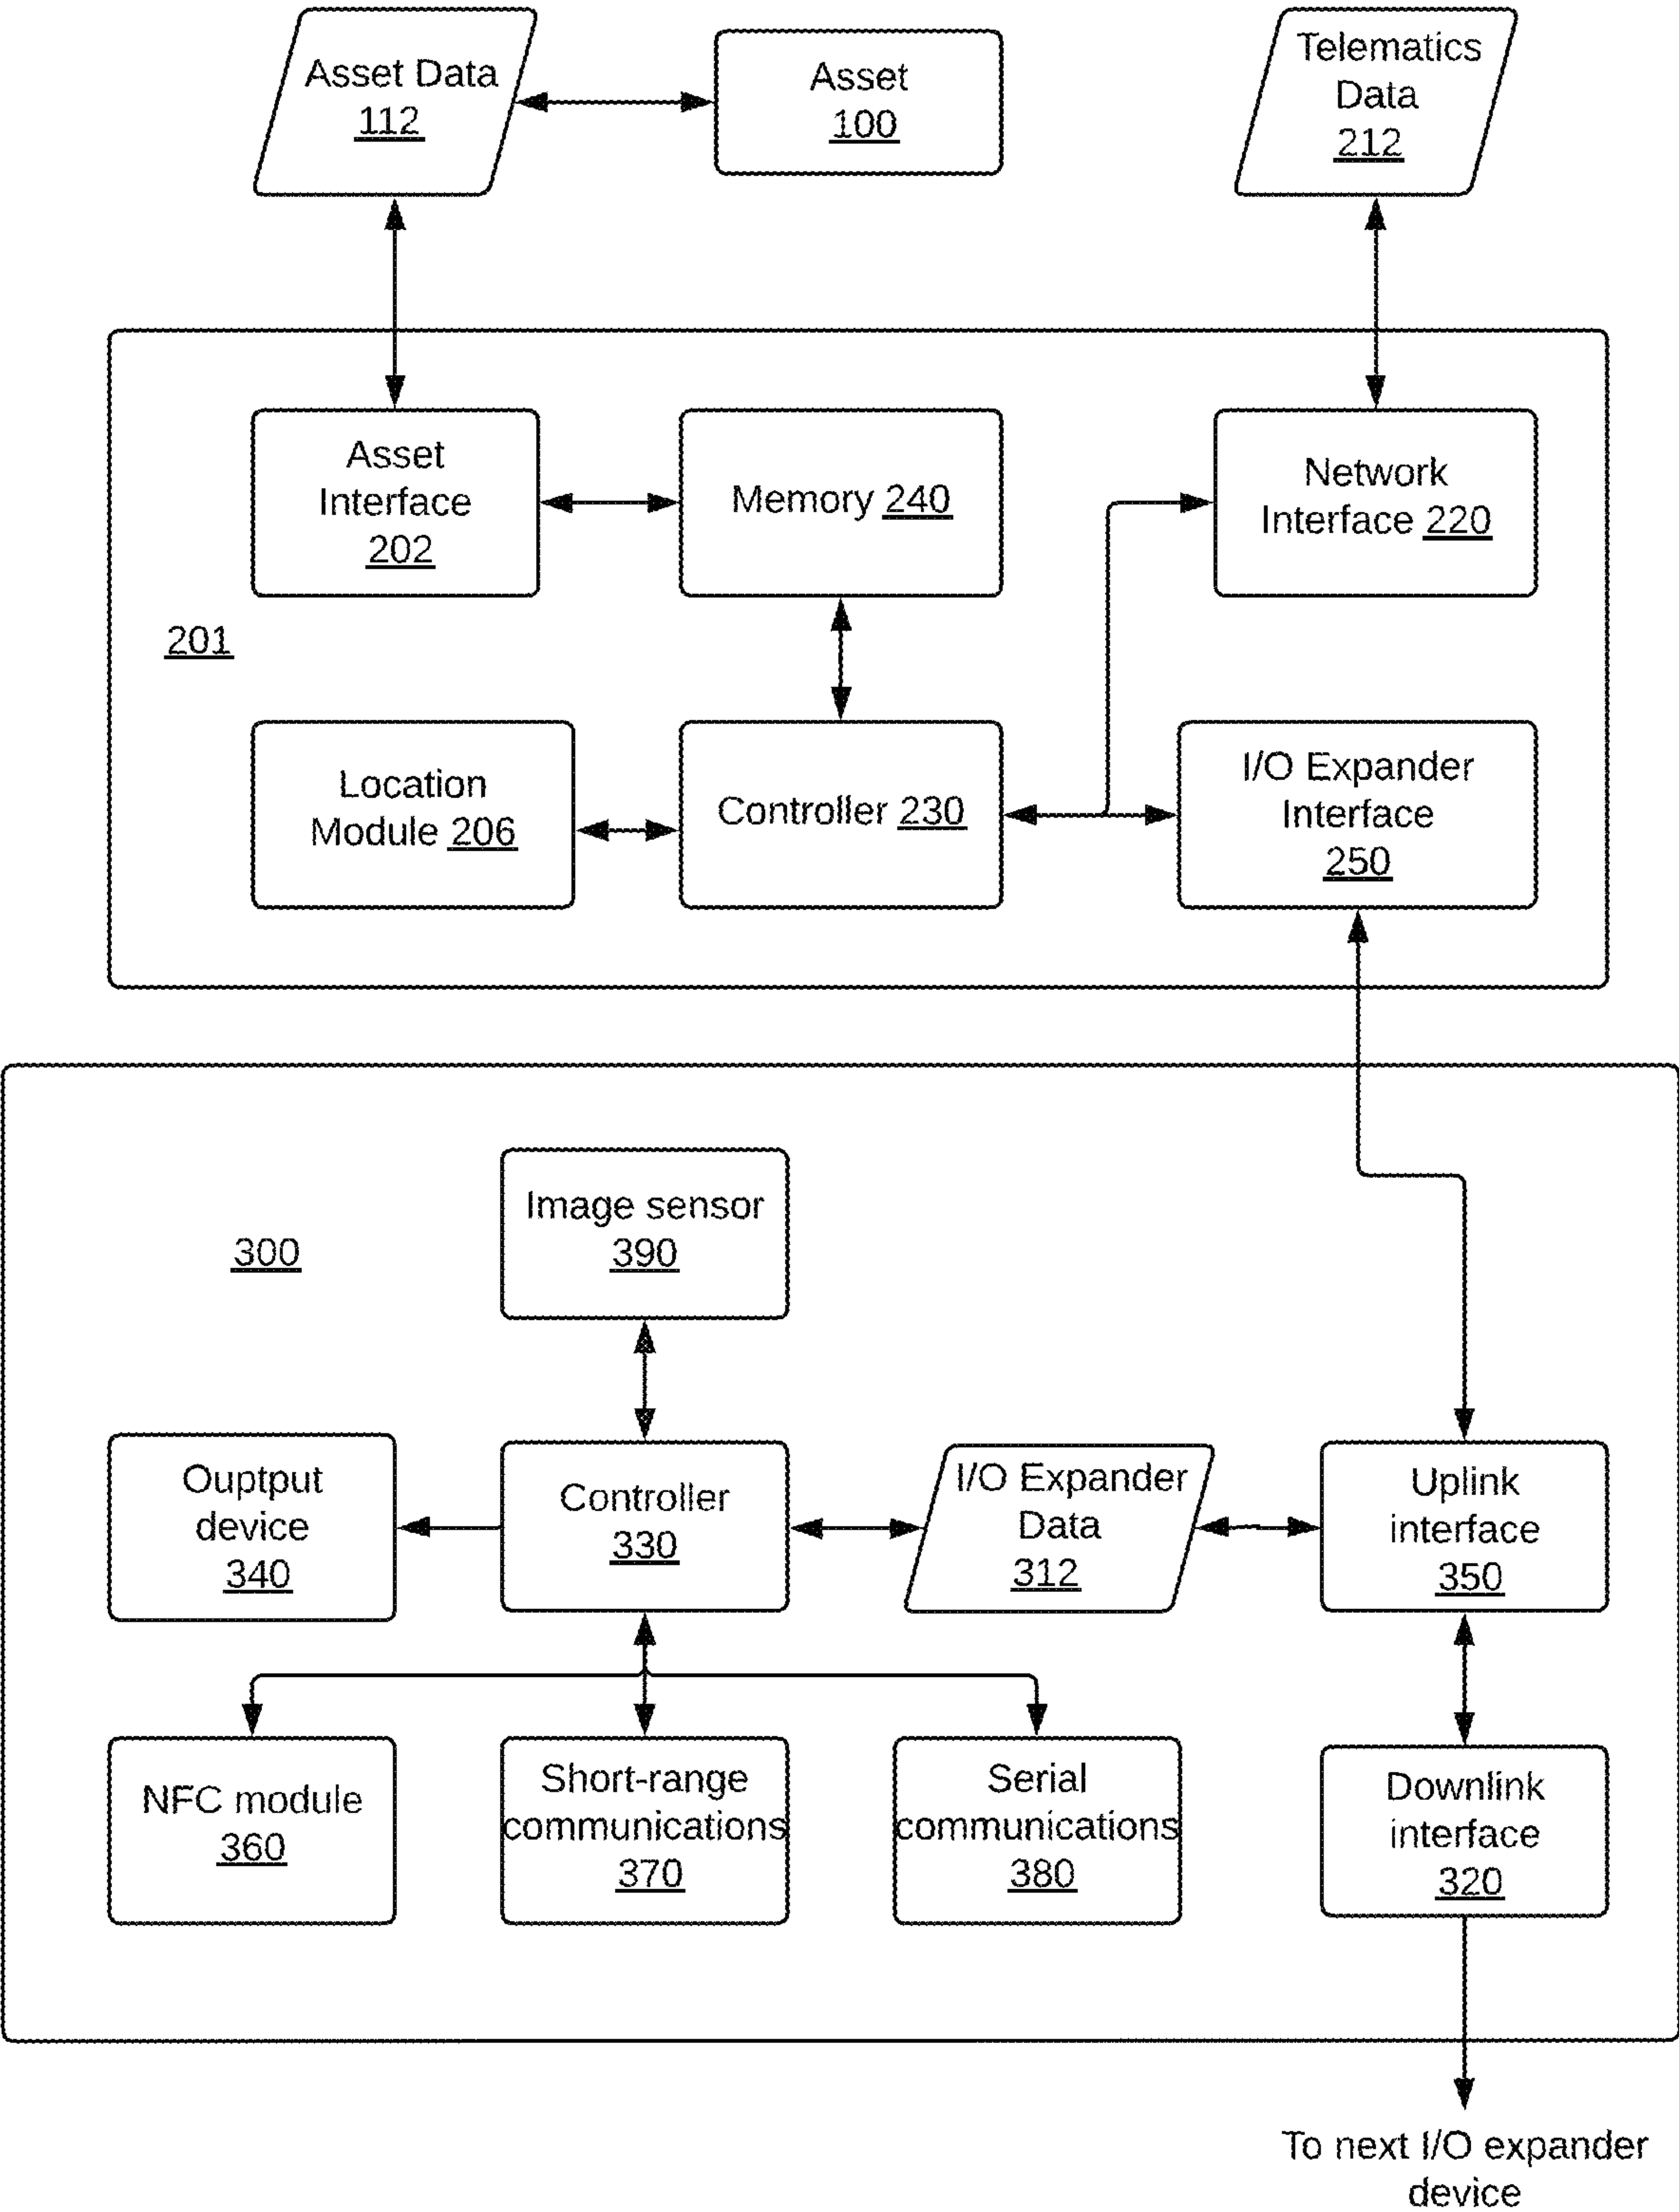 Asset Data
112
Asset
100
Telematics
Data
212
Asset
Interface
202
Memory 240
Network
Interface 220
201
Location
Module 206
Controller 230
I/O Expander
Interface
250
Image sensor
390
300
Ouptput
device
340
Controller
330
I/O Expander
Data
312
Uplink
interface
350
NFC module
360
Short-range
communications
370
Serial
communications
380
Downlink
interface
320
To next I/O expander
device